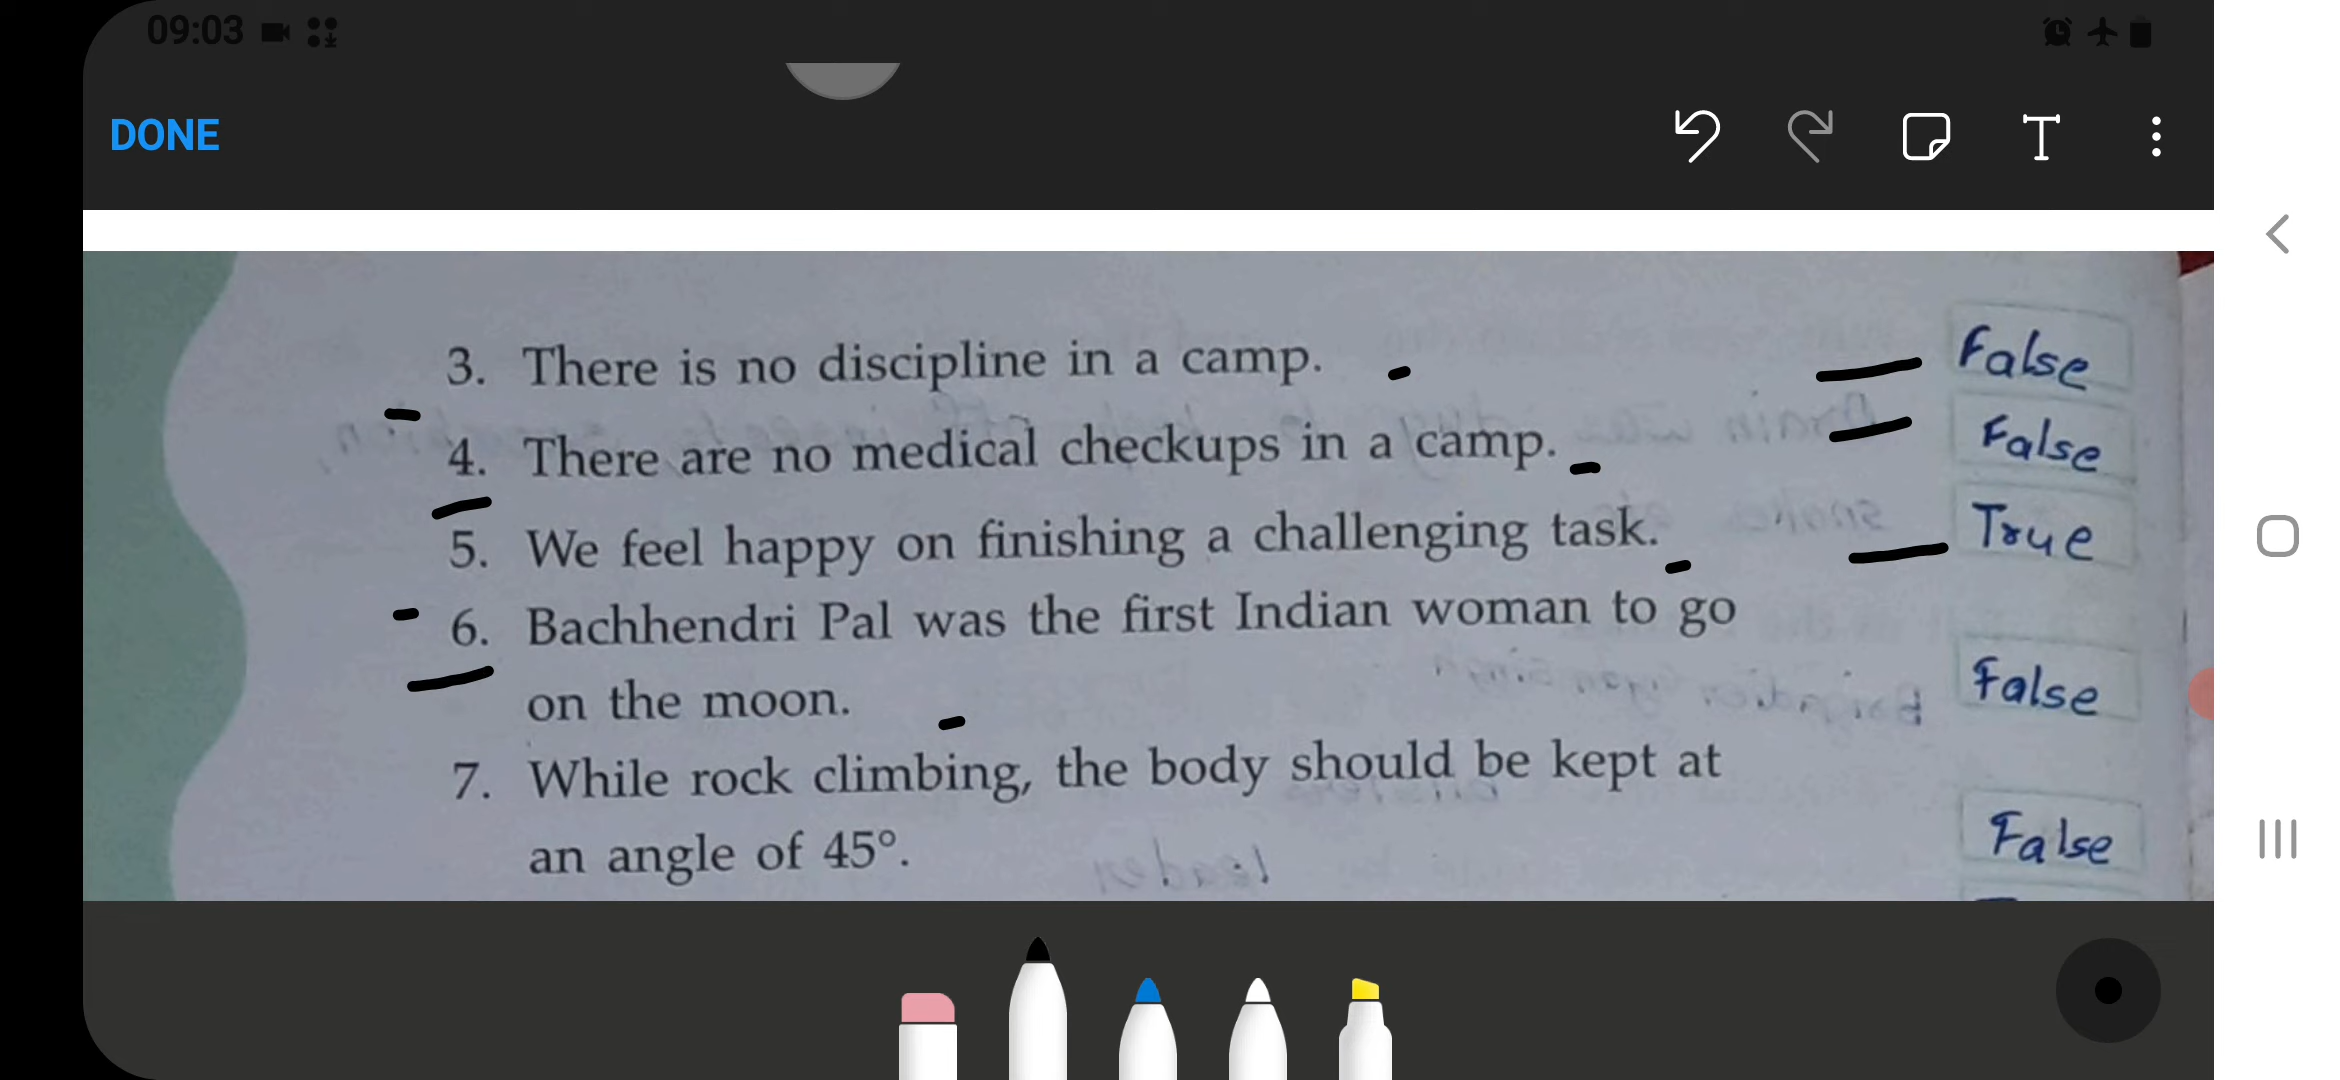 09:03
DONE
3. There is no discipline in a camp. False
4. There are no medical checkups in a camp. False
5. We feel happy on finishing a challenging task. True
6. Bachhendri Pal was the first Indian woman to go
on the moon. False
7. While rock climbing, the body should be kept at
an angle of 45°. False